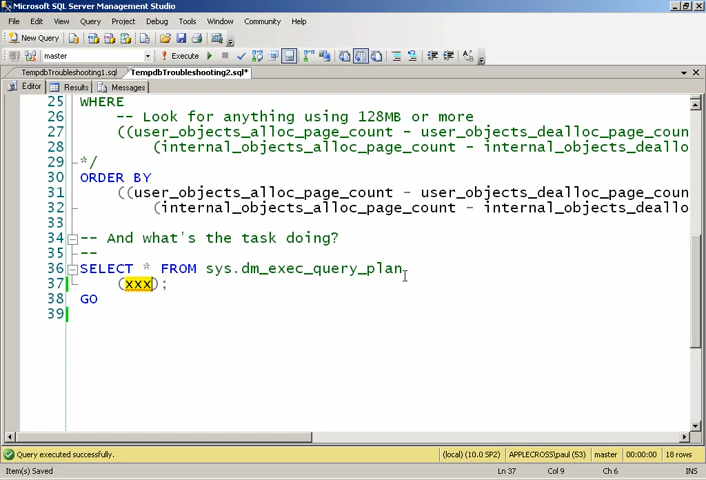 Microsoft SQL Server Management Studio
File Edit View Query Project Debug Tools Window Community Help
New Query
master Execute
TempdbTroubleshooting1.sql TempdbTroubleshooting2.sql*
Editor Results Messages
25 WHERE
26 -- Look for anything using 128MB or more
27 ((user_objects_alloc_page_count - user_objects_dealloc_page_coun
28 (internal_objects_alloc_page_count - internal_objects_deallo
29 */
30 ORDER BY
31 ((user_objects_alloc_page_count - user_objects_dealloc_page_coun
32 (internal_objects_alloc_page_count - internal_objects_deallo
33
34 -- And what's the task doing?
35 --
36 SELECT * FROM sys.dm_exec_query_plan
37 (xxx);
38 GO
39
Query executed successfully. (local) (10.0 SP2) APPLECROSS\paul (53) master 00:00:00 18 rows
Item(s) Saved Ln 37 Col 9 Ch 6 INS